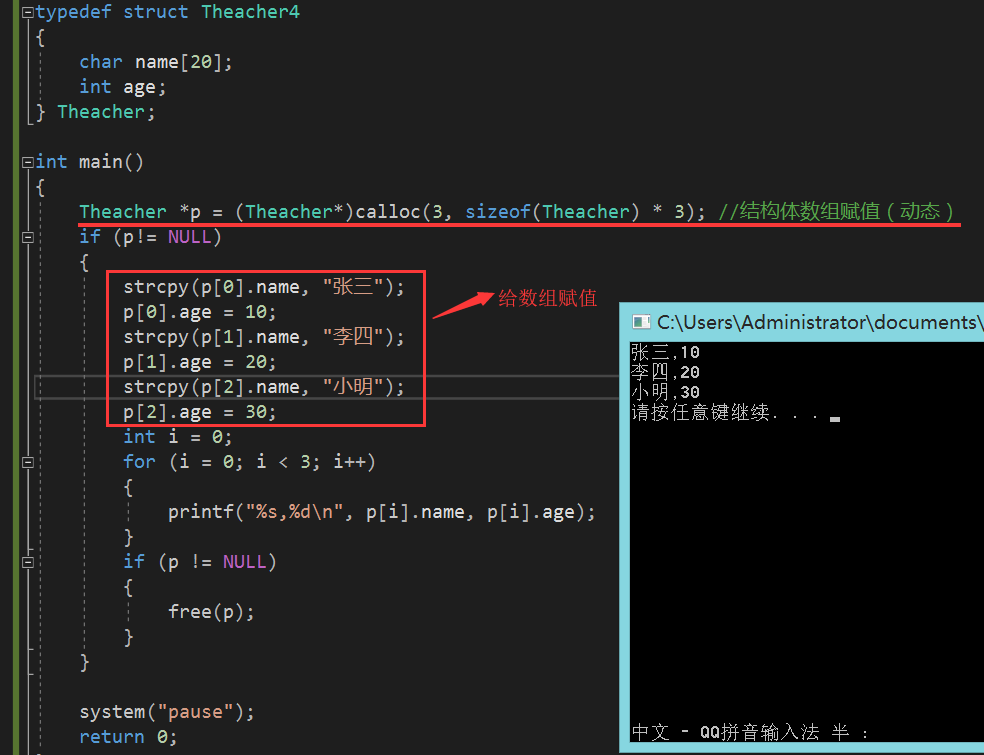 typedef struct Theacher4
{
char name[20];
int age;
} Theacher;
int main()
{
Theacher *p = (Theacher*)calloc(3, sizeof(Theacher) * 3); //结构体数组赋值（动态）
if (p!= NULL)
{
strcpy(p[0].name, "张三");
p[0].age = 10;
strcpy(p[1].name, "李四");
p[1].age = 20;
strcpy(p[2].name, "小明");
p[2].age = 30;
给数组赋值
int i = 0;
for (i = 0; i < 3; i++)
{
printf("%s,%d\n", p[i].name, p[i].age);
}
if (p != NULL)
{
free(p);
}
}
system("pause");
return 0;
C:\Users\Administrator\documents\
张三,10
李四,20
小明,30
请按任意键继续. . .
中文 - QQ拼音输入法 半 :